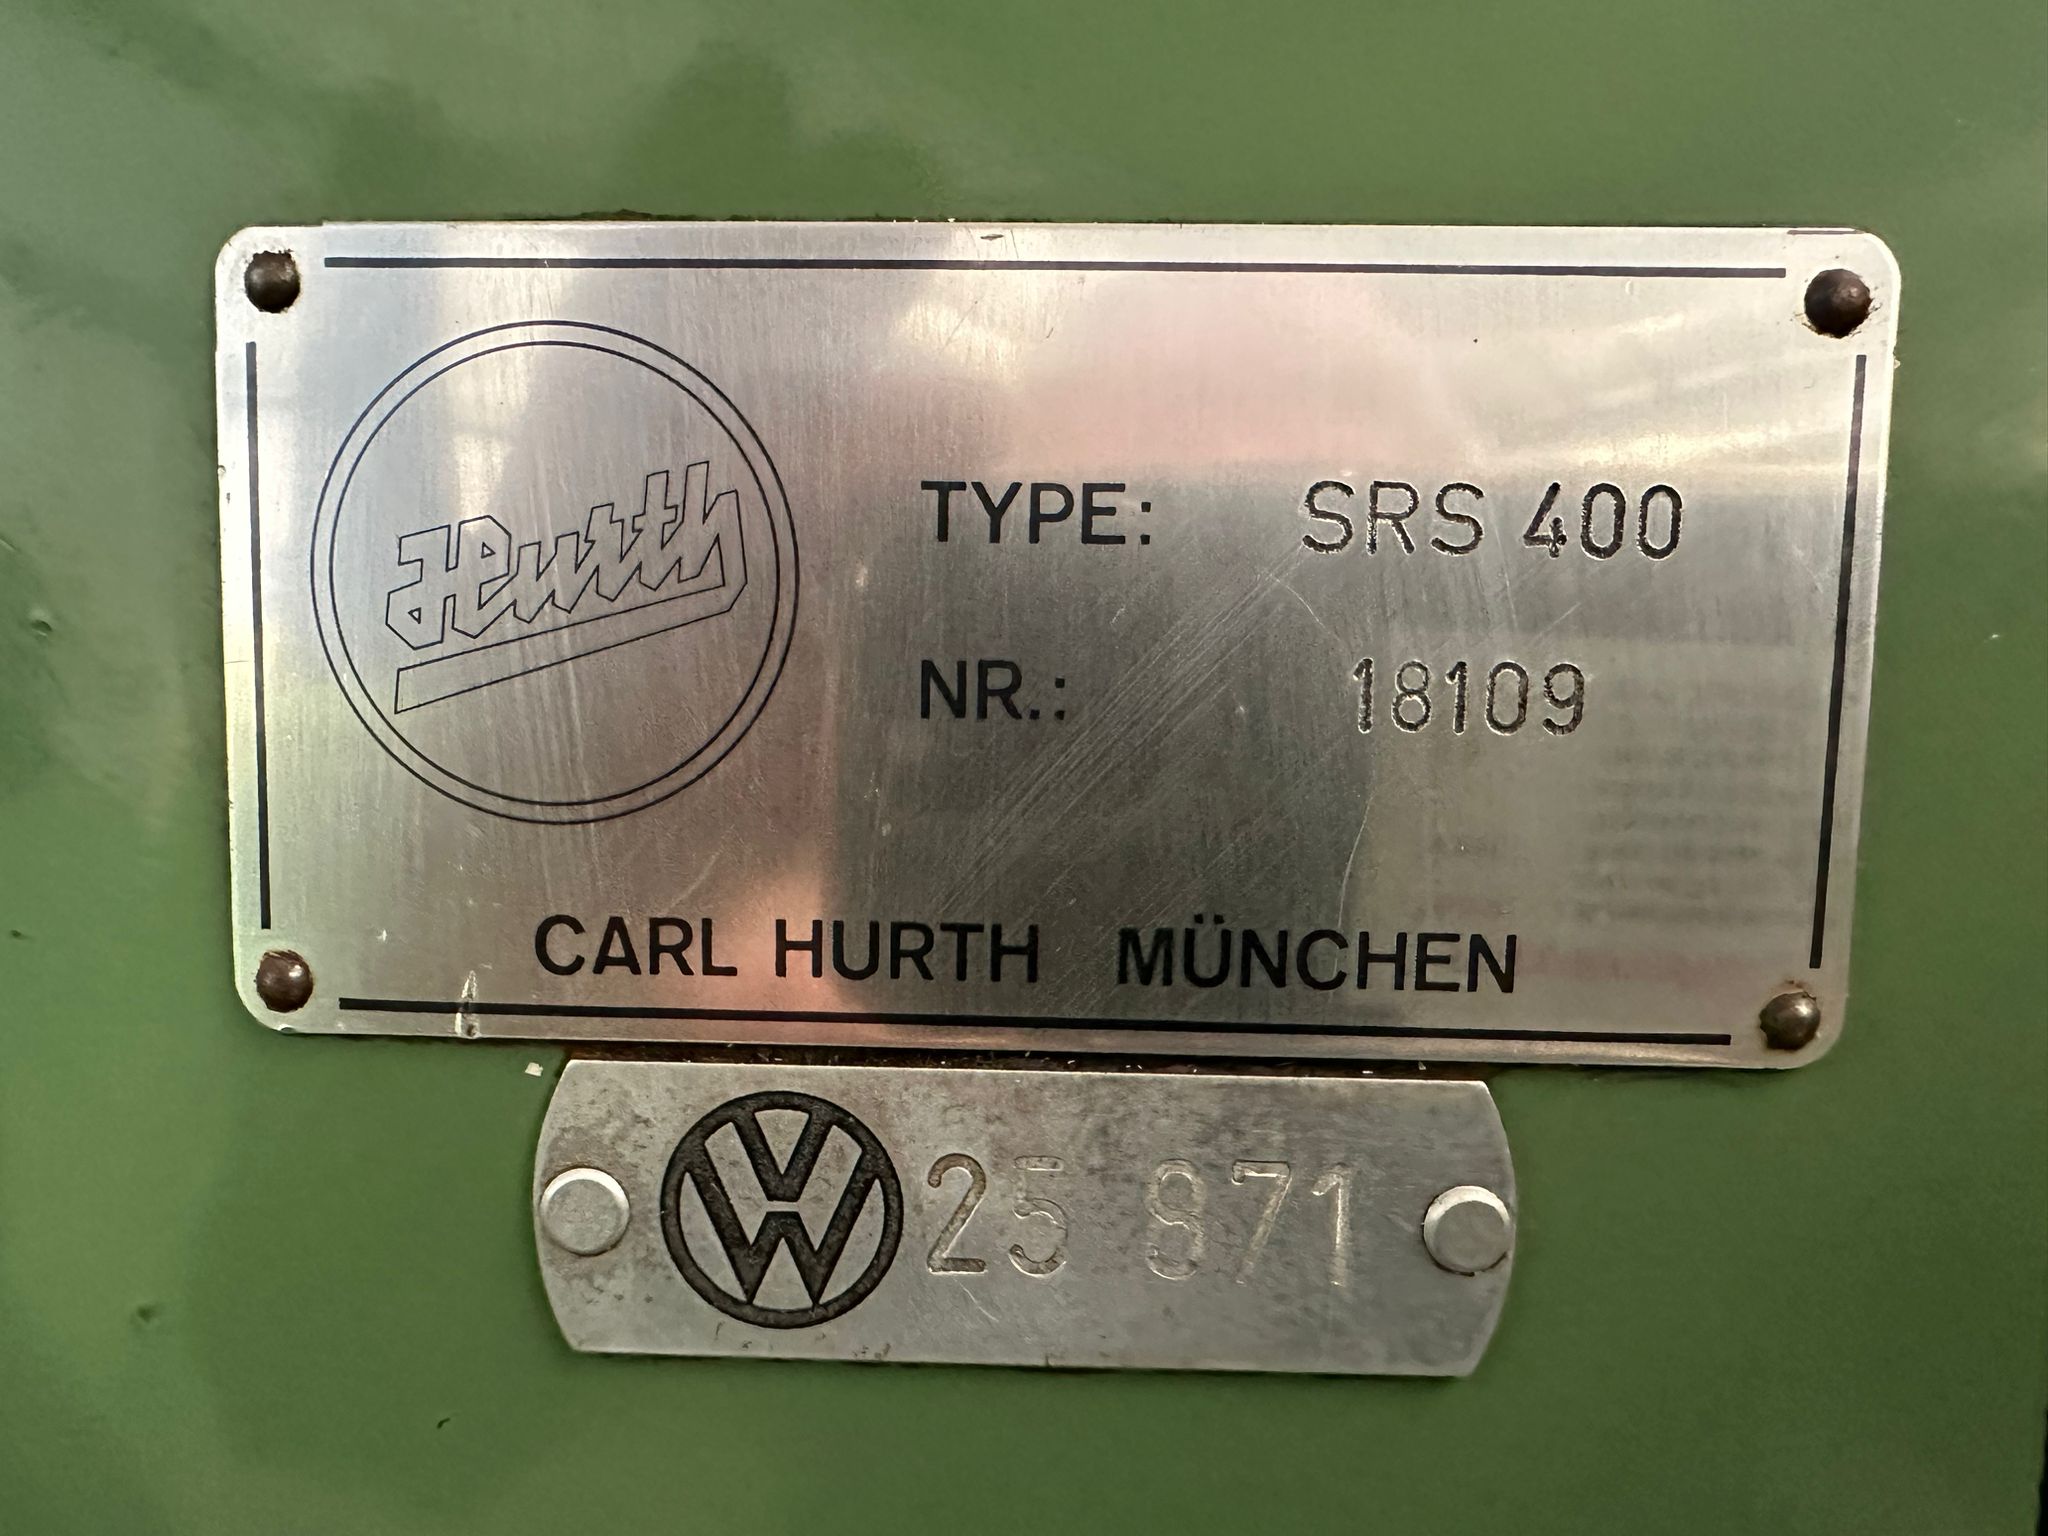 Hurth
TYPE: SRS 400
NR.: 18109
CARL HURTH MÜNCHEN
VW 25 871